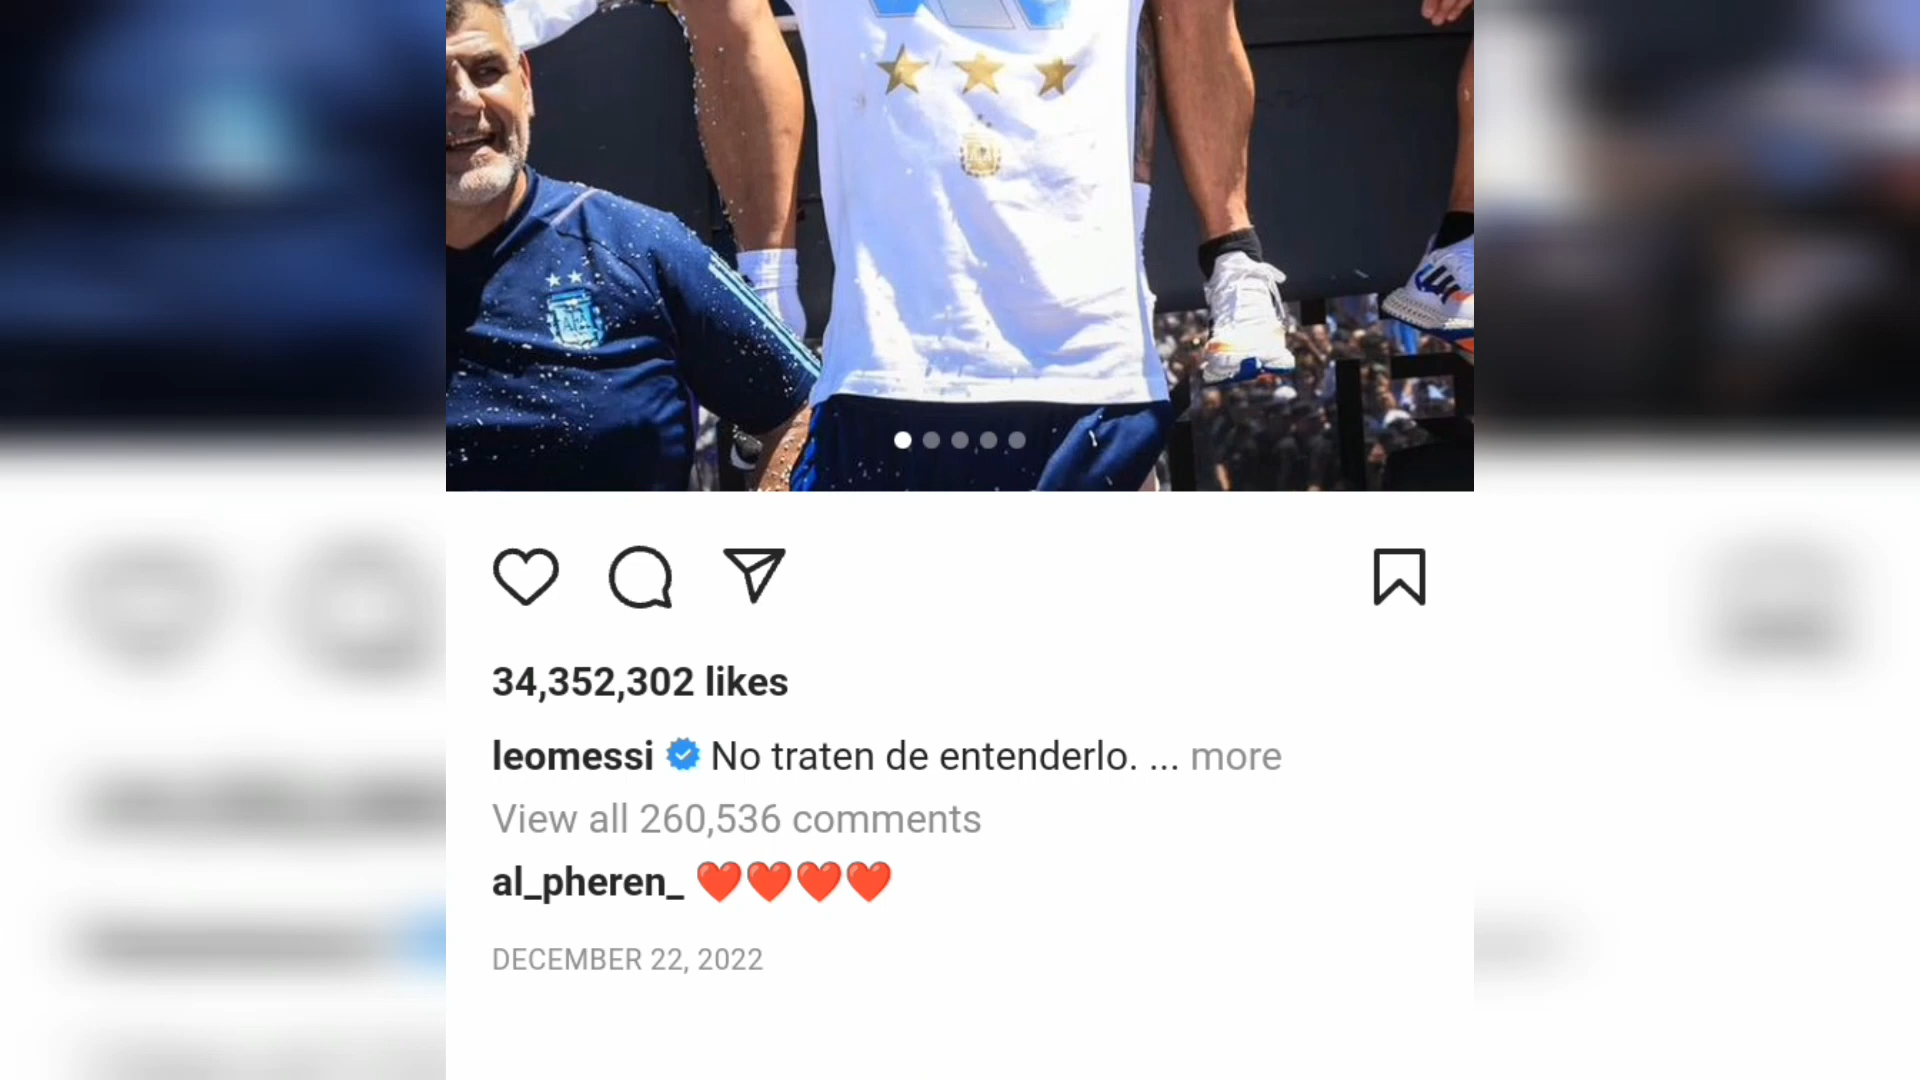 AFA
34,352,302 likes
leomessi No traten de entenderlo. ... more
View all 260,536 comments
al_pheren_ ❤️❤️❤️❤️
DECEMBER 22, 2022